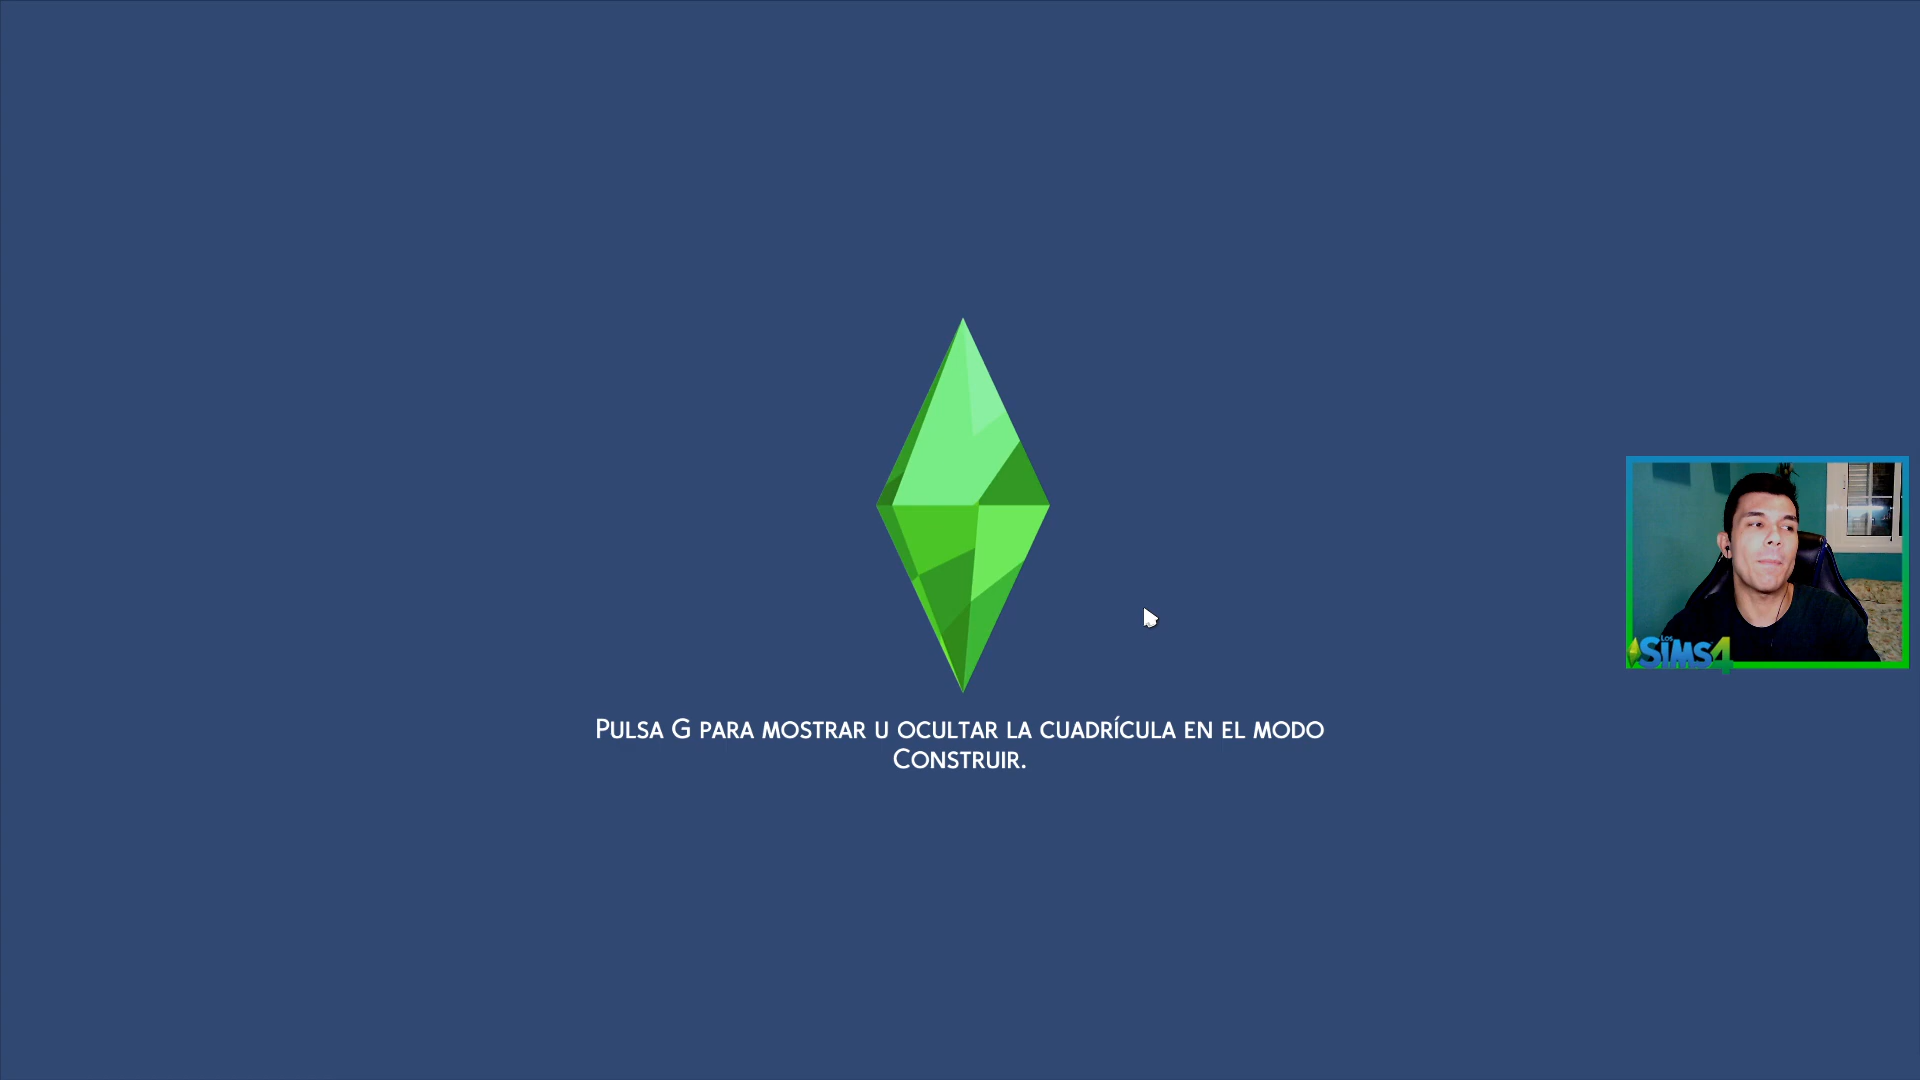 Pulsa G para mostrar u ocultar la cuadrícula en el modo
Construir.
Los
SIMS4